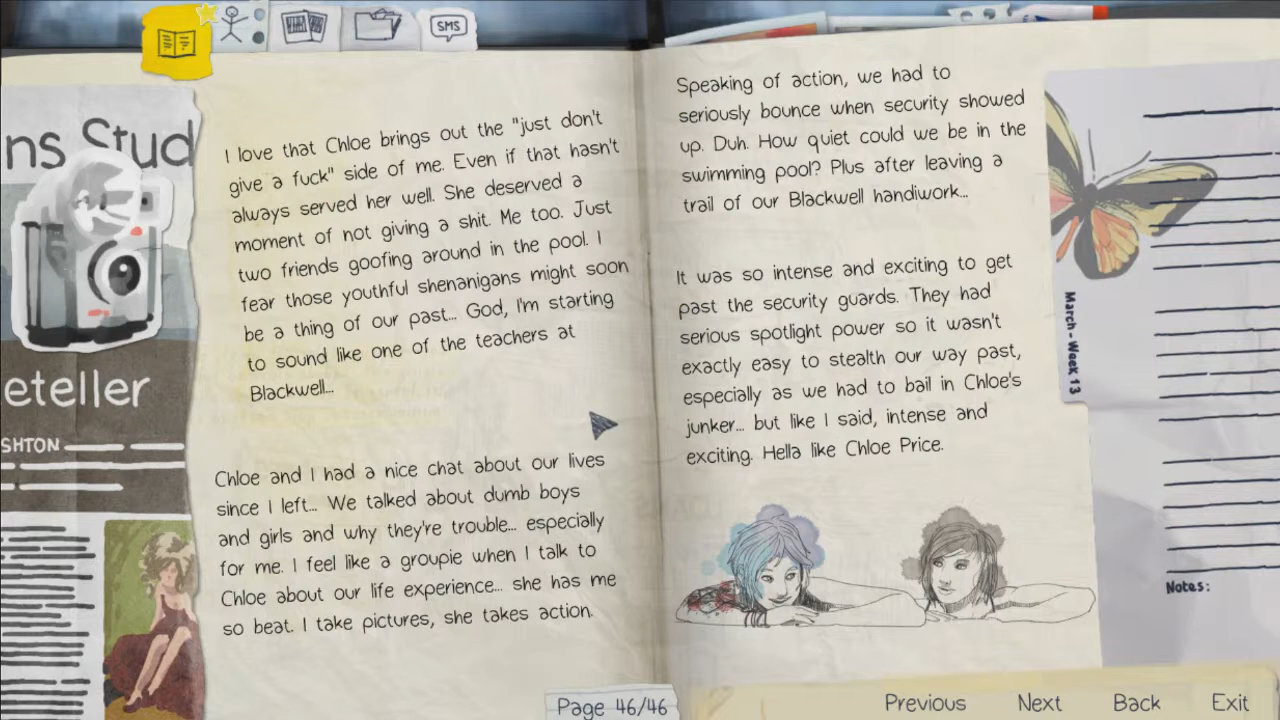 SMS
ns Stud
eteller
SHTON
I love that Chloe brings out the "just don't
give a fuck" side of me. Even if that hasn't
always served her well. She deserved a
moment of not giving a shit. Me too. Just
two friends goofing around in the pool. I
fear those youthful shenanigans might soon
be a thing of our past... God, I'm starting
to sound like one of the teachers at
Blackwell...
Chloe and I had a nice chat about our lives
since I left... We talked about dumb boys
and girls and why they're trouble... especially
for me. I feel like a groupie when I talk to
Chloe about our life experience... she has me
so beat. I take pictures, she takes action.
Speaking of action, we had to
seriously bounce when security showed
up. Duh. How quiet could we be in the
swimming pool? Plus after leaving a
trail of our Blackwell handiwork...
It was so intense and exciting to get
past the security guards. They had
serious spotlight power so it wasn't
exactly easy to stealth our way past,
especially as we had to bail in Chloe's
junker... but like I said, intense and
exciting. Hella like Chloe Price.
March - Week 13
Notes:
Page 46/46
Previous
Next
Back
Exit